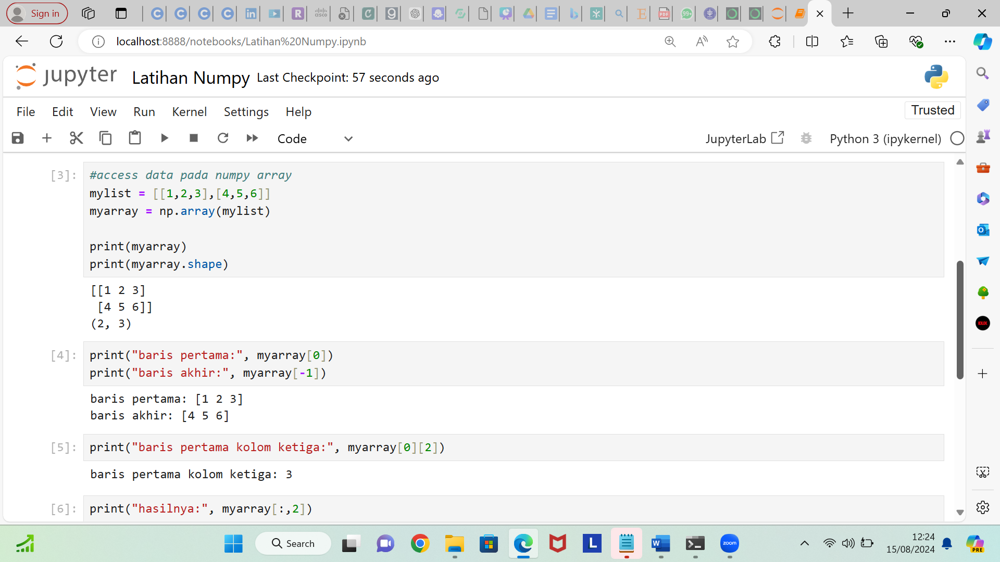 Sign in
localhost:8888/notebooks/Latihan%20Numpy.ipynb
jupyter Latihan Numpy Last Checkpoint: 57 seconds ago
File Edit View Run Kernel Settings Help
Trusted
Code
JupyterLab
Python 3 (ipykernel)
[3]:
#access data pada numpy array
mylist = [[1,2,3],[4,5,6]]
myarray = np.array(mylist)
print(myarray)
print(myarray.shape)
[[1 2 3]
[4 5 6]]
(2, 3)
[4]:
print("baris pertama:", myarray[0])
print("baris akhir:", myarray[-1])
baris pertama: [1 2 3]
baris akhir: [4 5 6]
[5]:
print("baris pertama kolom ketiga:", myarray[0][2])
baris pertama kolom ketiga: 3
[6]:
print("hasilnya:", myarray[:,2])
Search
zoom
12:24
15/08/2024
PRE